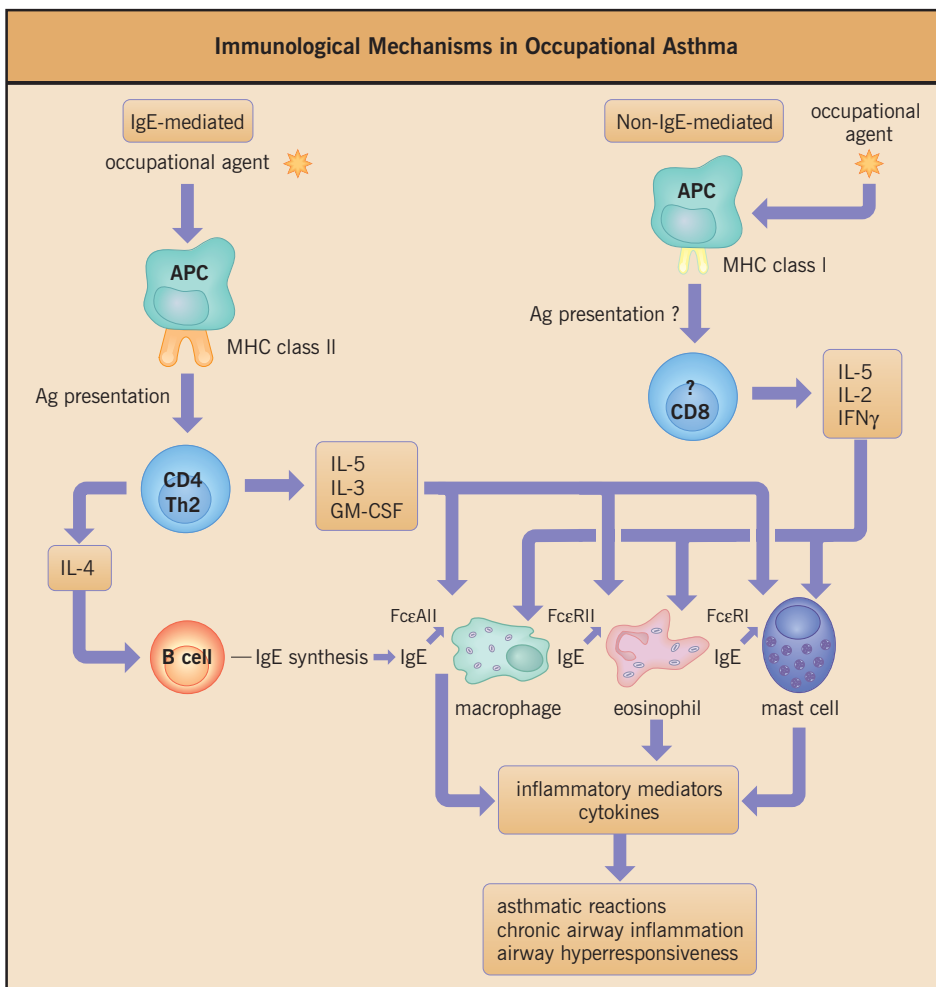 Immunological Mechanisms in Occupational Asthma
IgE-mediated
occupational agent
APC
MHC class II
Ag presentation
CD4
Th2
IL-5
IL-3
GM-CSF
IL-4
B cell
IgE synthesis
Non-IgE-mediated
occupational
agent
APC
MHC class I
Ag presentation ?
?
CD8
IL-5
IL-2
IFNγ
FcεAII
IgE
macrophage
FcεRII
IgE
eosinophil
FcεRI
IgE
mast cell
inflammatory mediators
cytokines
asthmatic reactions
chronic airway inflammation
airway hyperresponsiveness